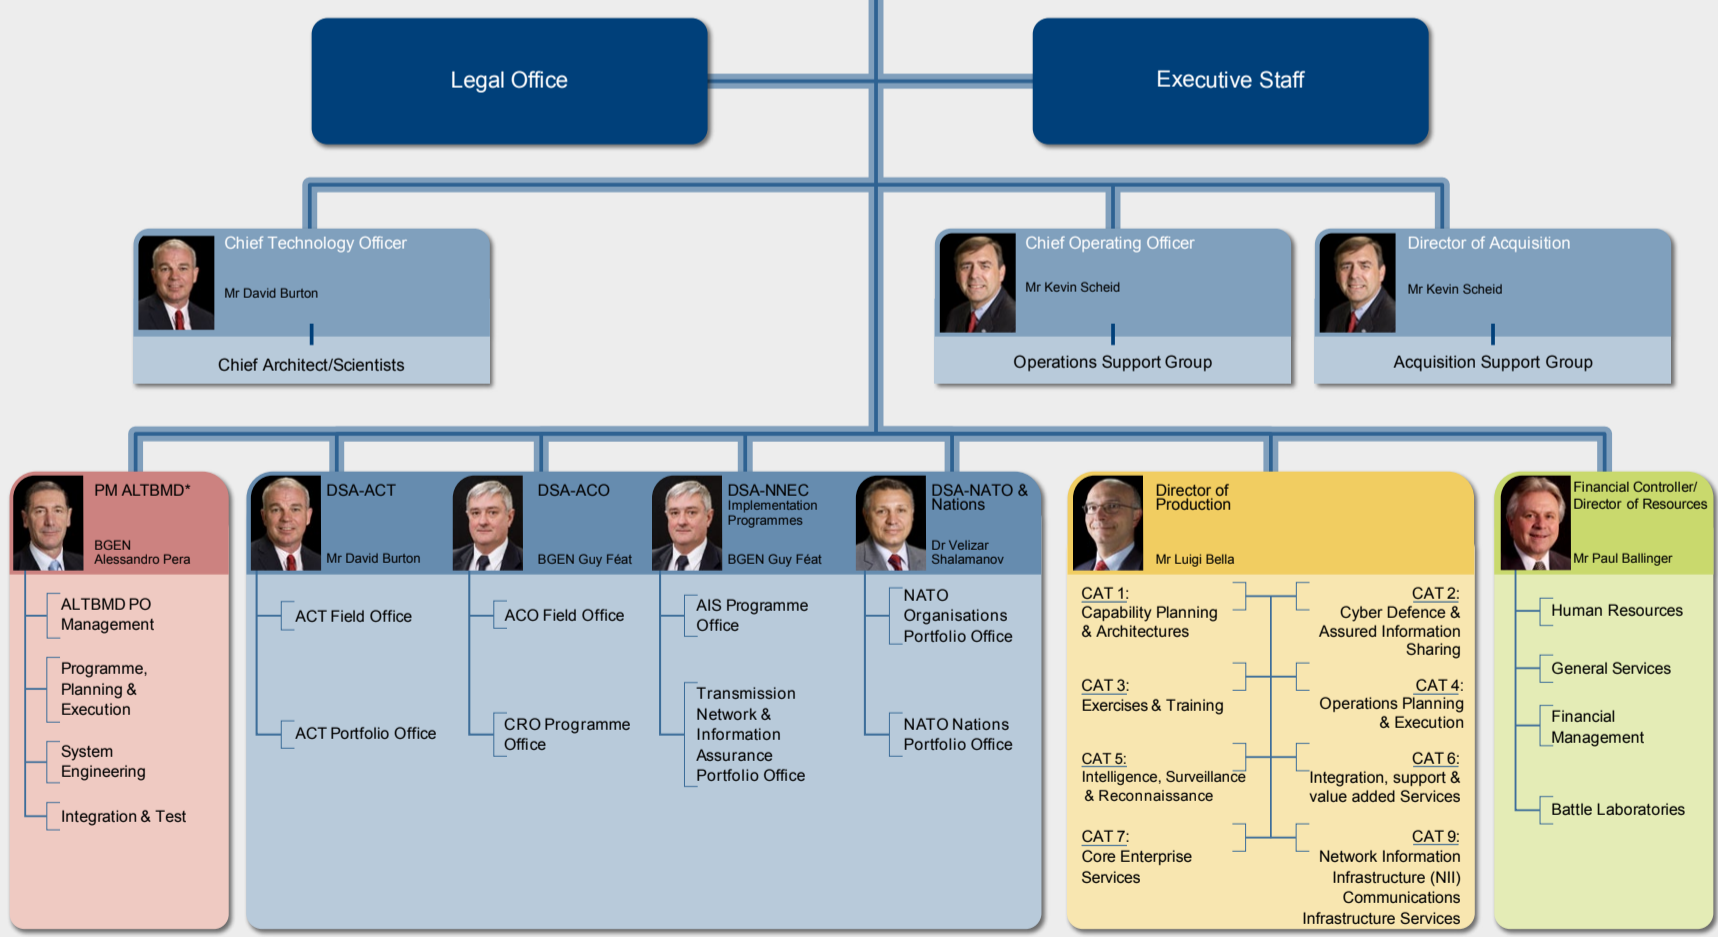 Legal Office
Executive Staff
Chief Technology Officer
Mr David Burton
Chief Architect/Scientists
Chief Operating Officer
Mr Kevin Scheid
Operations Support Group
Director of Acquisition
Mr Kevin Scheid
Acquisition Support Group
PM ALTBMD*
BGEN
Alessandro Pera
ALTBMD PO
Management
Programme,
Planning &
Execution
System
Engineering
Integration & Test
DSA-ACT
Mr David Burton
ACT Field Office
ACT Portfolio Office
DSA-ACO
BGEN Guy Féat
ACO Field Office
CRO Programme
Office
DSA-NNEC
Implementation
Programmes
BGEN Guy Féat
AIS Programme
Office
Transmission
Network &
Information
Assurance
Portfolio Office
DSA-NATO &
Nations
Dr Velizar
Shalamanov
NATO
Organisations
Portfolio Office
NATO Nations
Portfolio Office
Director of
Production
Mr Luigi Bella
CAT 1:
Capability Planning
& Architectures
CAT 2:
Cyber Defence &
Assured Information
Sharing
CAT 3:
Exercises & Training
CAT 4:
Operations Planning
& Execution
CAT 5:
Intelligence, Surveillance
& Reconnaissance
CAT 6:
Integration, support &
value added Services
CAT 7:
Core Enterprise
Services
CAT 9:
Network Information
Infrastructure (NII)
Communications
Infrastructure Services
Financial Controller/
Director of Resources
Mr Paul Ballinger
Human Resources
General Services
Financial
Management
Battle Laboratories